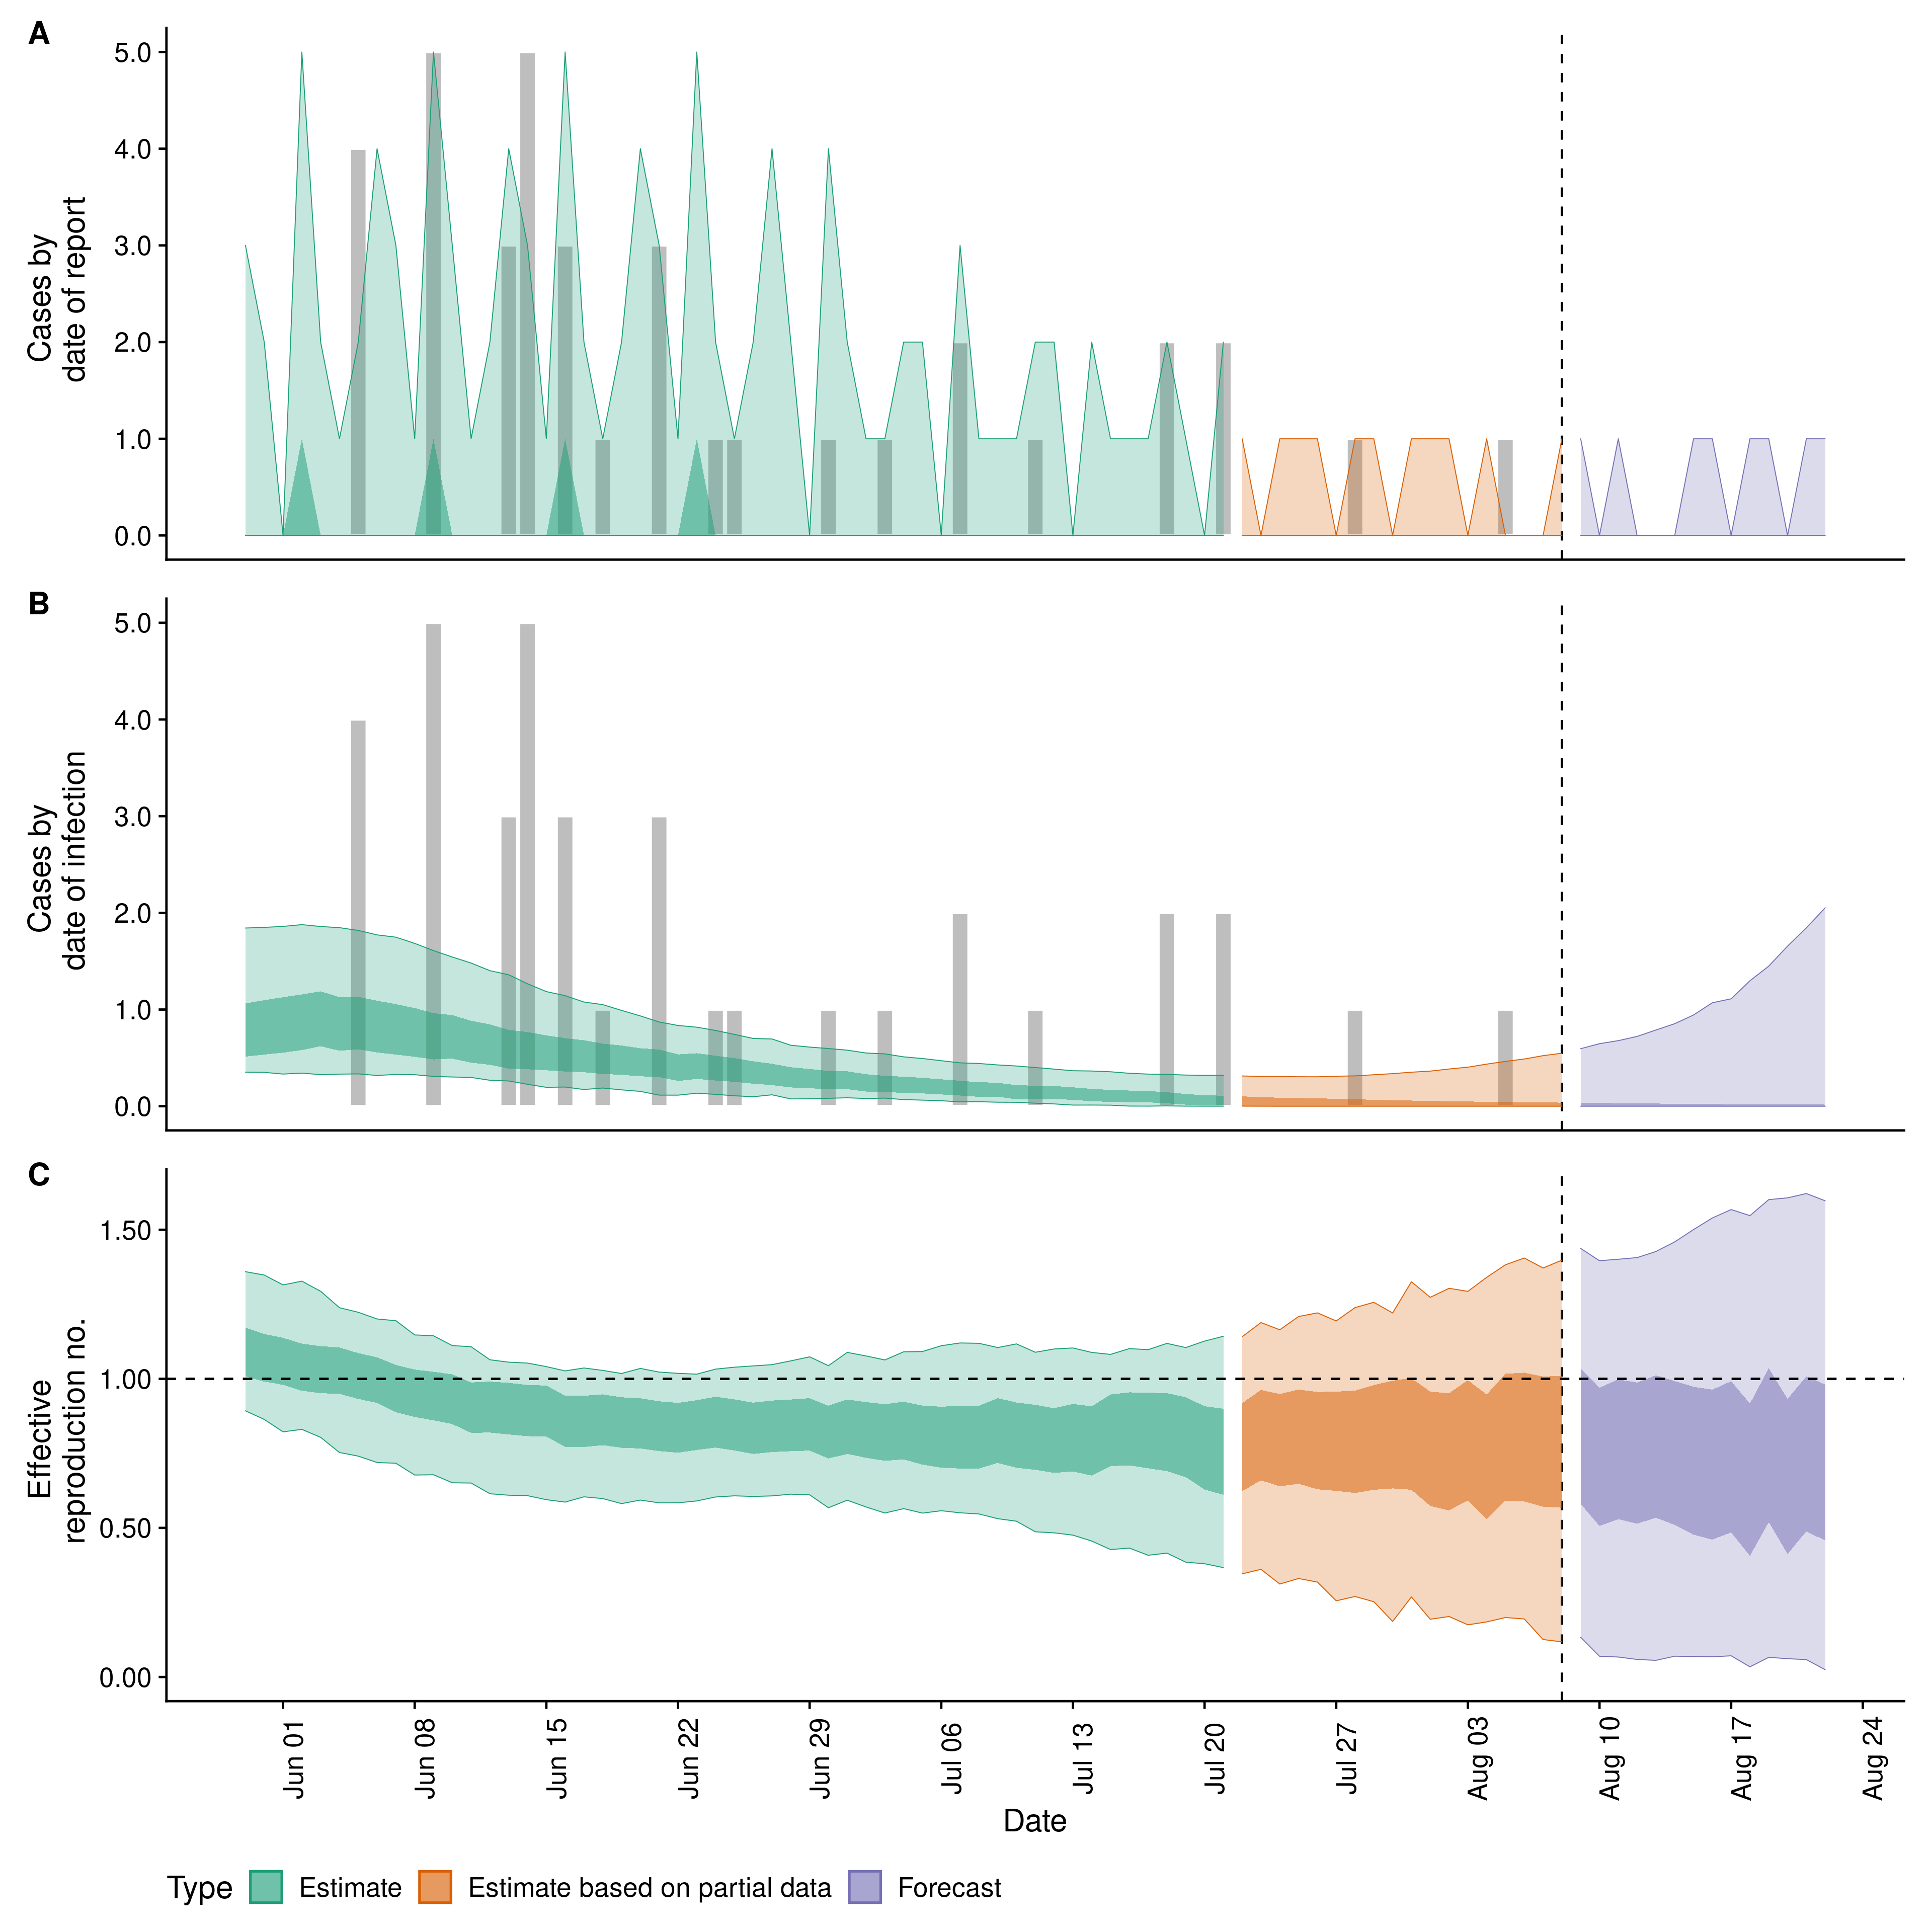 A
Cases by
date of report
5.0
4.0
3.0
2.0
1.0
0.0
B
Cases by
date of infection
5.0
4.0
3.0
2.0
1.0
0.0
C
Effective
reproduction no.
1.50
1.00
0.50
0.00
Jun 01
Jun 08
Jun 15
Jun 22
Jun 29
Jul 06
Jul 13
Jul 20
Jul 27
Aug 03
Aug 10
Aug 17
Aug 24
Date
Type Estimate Estimate based on partial data Forecast